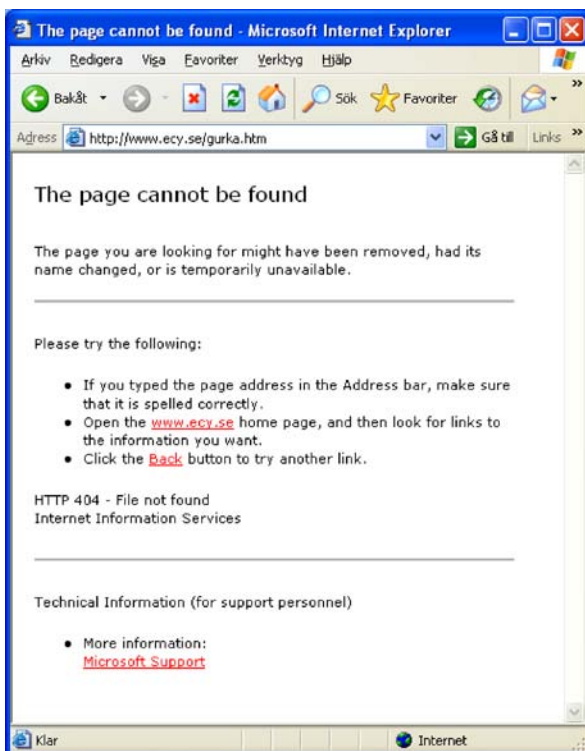 The page cannot be found - Microsoft Internet Explorer
Arkiv Redigera Visa Favoriter Verktyg Hjälp
Bakåt Sök Favoriter »
Adress http://www.ecy.se/gurka.htm Gå till Links »
The page cannot be found
The page you are looking for might have been removed, had its
name changed, or is temporarily unavailable.
Please try the following:
• If you typed the page address in the Address bar, make sure
that it is spelled correctly.
• Open the www.ecy.se home page, and then look for links to
the information you want.
• Click the Back button to try another link.
HTTP 404 - File not found
Internet Information Services
Technical Information (for support personnel)
• More information:
Microsoft Support
Klar Internet